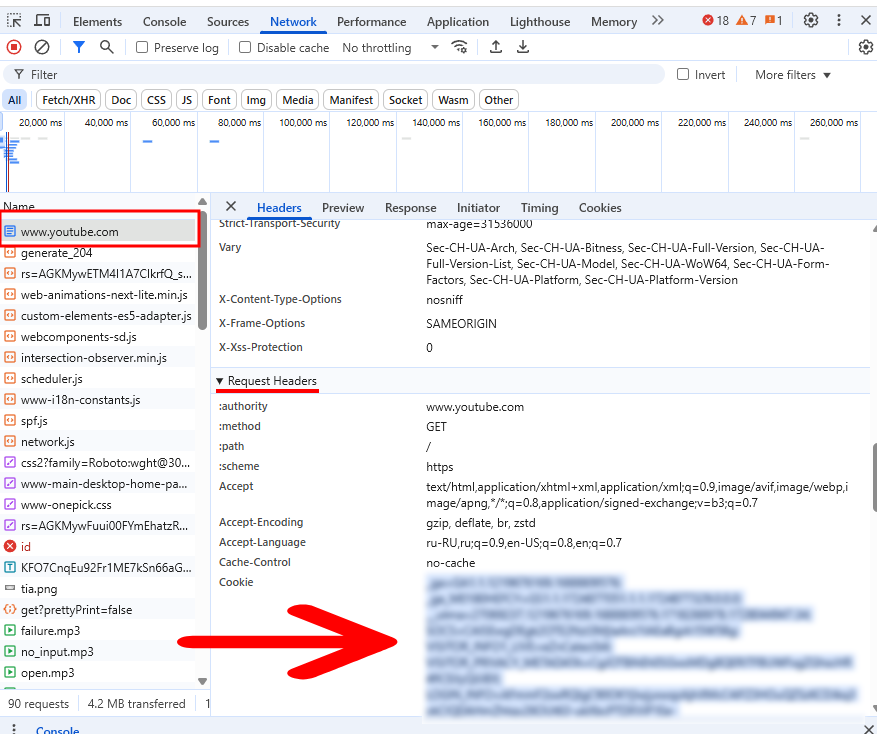 Elements Console Sources Network Performance Application Lighthouse Memory 18 7 1
Preserve log Disable cache No throttling
Filter Invert More filters
All Fetch/XHR Doc CSS JS Font Img Media Manifest Socket Wasm Other
20,000 ms 40,000 ms 60,000 ms 80,000 ms 100,000 ms 120,000 ms 140,000 ms 160,000 ms 180,000 ms 200,000 ms 220,000 ms 240,000 ms 260,000 ms
Name
www.youtube.com
generate_204
rs=AGKMywETM4I1A7ClkrfQ_s...
web-animations-next-lite.min.js
custom-elements-es5-adapter.js
webcomponents-sd.js
intersection-observer.min.js
scheduler.js
www-i18n-constants.js
spf.js
network.js
css2?family=Roboto:wght@30...
www-main-desktop-home-pa...
www-onepick.css
rs=AGKMywFuui00FYmEhatzR...
id
KFO7CnqEu92Fr1ME7kSn66aG...
tia.png
get?prettyPrint=false
failure.mp3
no_input.mp3
open.mp3
90 requests 4.2 MB transferred 1
Headers Preview Response Initiator Timing Cookies
Strict-Transport-Security max-age=31536000
Vary Sec-CH-UA-Arch, Sec-CH-UA-Bitness, Sec-CH-UA-Full-Version, Sec-CH-UA-
Full-Version-List, Sec-CH-UA-Model, Sec-CH-UA-WoW64, Sec-CH-UA-Form-
Factors, Sec-CH-UA-Platform, Sec-CH-UA-Platform-Version
X-Content-Type-Options nosniff
X-Frame-Options SAMEORIGIN
X-Xss-Protection 0
Request Headers
:authority www.youtube.com
:method GET
:path /
:scheme https
Accept text/html,application/xhtml+xml,application/xml;q=0.9,image/avif,image/webp,i
mage/apng,*/*;q=0.8,application/signed-exchange;v=b3;q=0.7
Accept-Encoding gzip, deflate, br, zstd
Accept-Language ru-RU,ru;q=0.9,en-US;q=0.8,en;q=0.7
Cache-Control no-cache
Cookie
Console